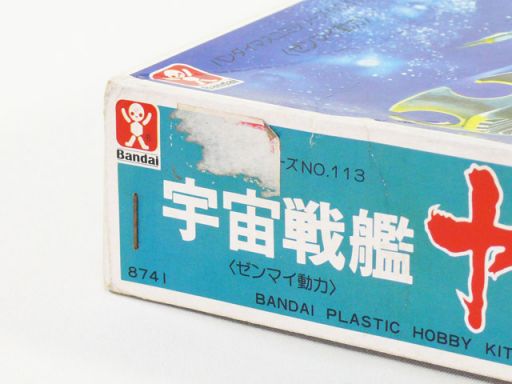 Bandai
ーズNO.113
宇宙戦艦ヤ
〈ゼンマイ動力〉
8741
BANDAI PLASTIC HOBBY KIT